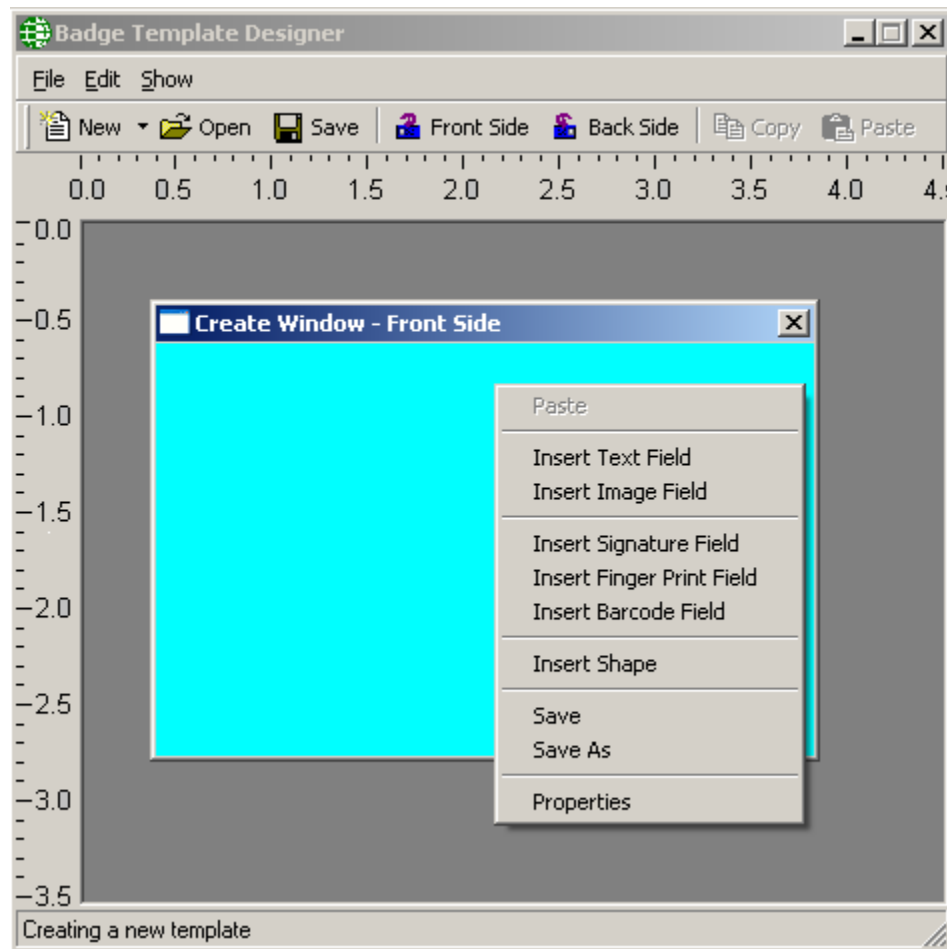 Badge Template Designer
File Edit Show
New Open Save Front Side Back Side Copy Paste
0.0 0.5 1.0 1.5 2.0 2.5 3.0 3.5 4.0
0.0
0.5
Create Window - Front Side
Paste
1.0
Insert Text Field
Insert Image Field
1.5
Insert Signature Field
Insert Finger Print Field
2.0
Insert Barcode Field
Insert Shape
2.5
Save
Save As
3.0
Properties
3.5
Creating a new template